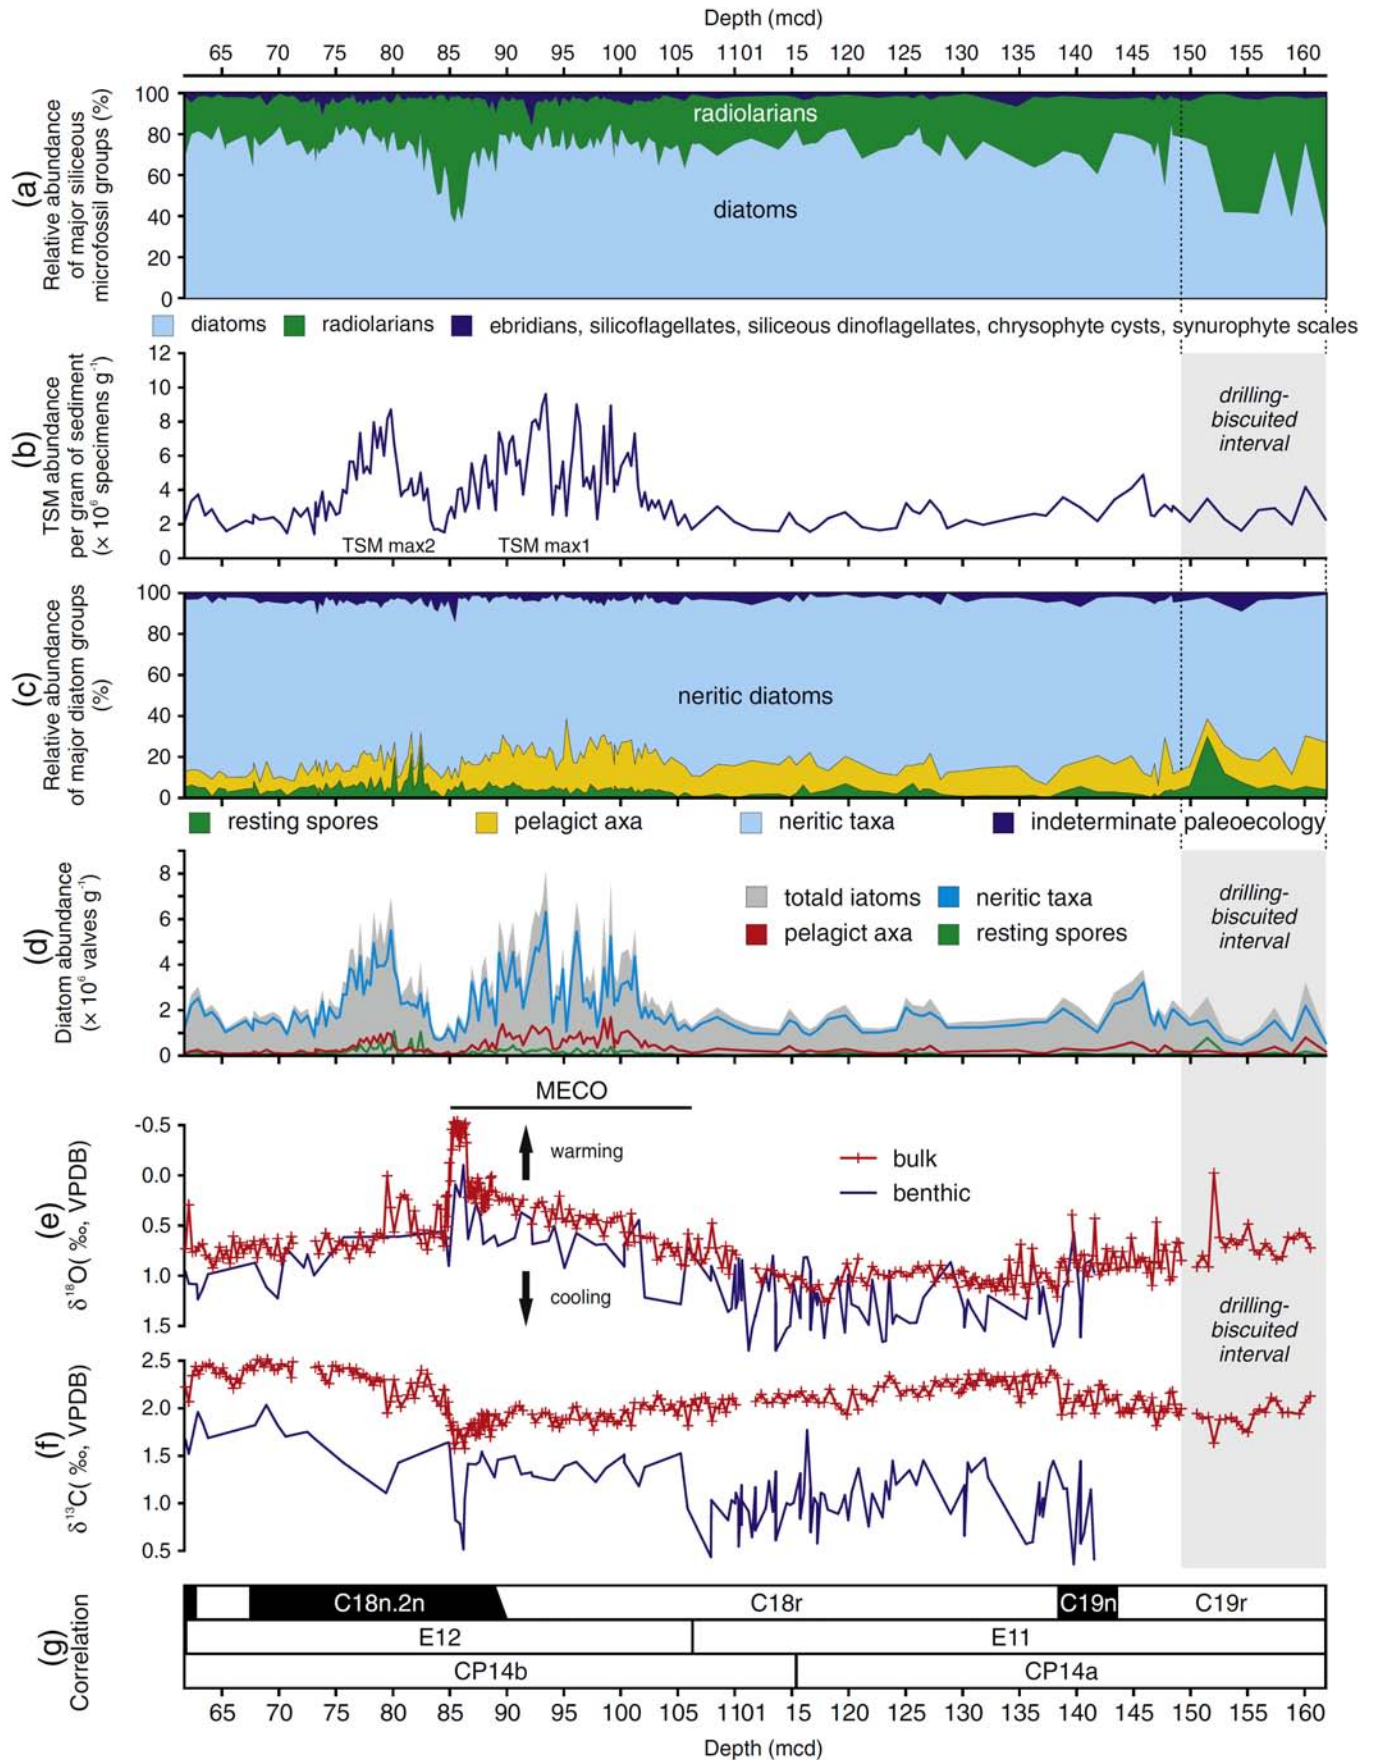 Depth (mcd)
65 70 75 80 85 90 95 100 105 1101 15 120 125 130 135 140 145 150 155 160
(a)
Relative abundance
of major siliceous
microfossil groups (%)
100
80
60
40
20
0
radiolarians
diatoms
diatoms radiolarians ebridians, silicoflagellates, siliceous dinoflagellates, chrysophyte cysts, synurophyte scales
(b)
TSM abundance
per gram of sediment
(× 10⁶ specimens g⁻¹)
12
10
8
6
4
2
0
TSM max2 TSM max1
drilling-
biscuited
interval
(c)
Relative abundance
of major diatom groups
(%)
100
80
60
40
20
0
neritic diatoms
resting spores pelagict axa neritic taxa indeterminate paleoecology
(d)
Diatom abundance
(× 10⁶ valves g⁻¹)
8
6
4
2
0
totald iatoms neritic taxa
pelagict axa resting spores
drilling-
biscuited
interval
MECO
(e)
δ¹⁸O( ‰, VPDB)
-0.5
0.0
0.5
1.0
1.5
warming
cooling
bulk
benthic
drilling-
biscuited
interval
(f)
δ¹³C( ‰, VPDB)
2.5
2.0
1.5
1.0
0.5
(g)
Correlation
C18n.2n C18r C19n C19r
E12 E11
CP14b CP14a
65 70 75 80 85 90 95 100 105 1101 15 120 125 130 135 140 145 150 155 160
Depth (mcd)